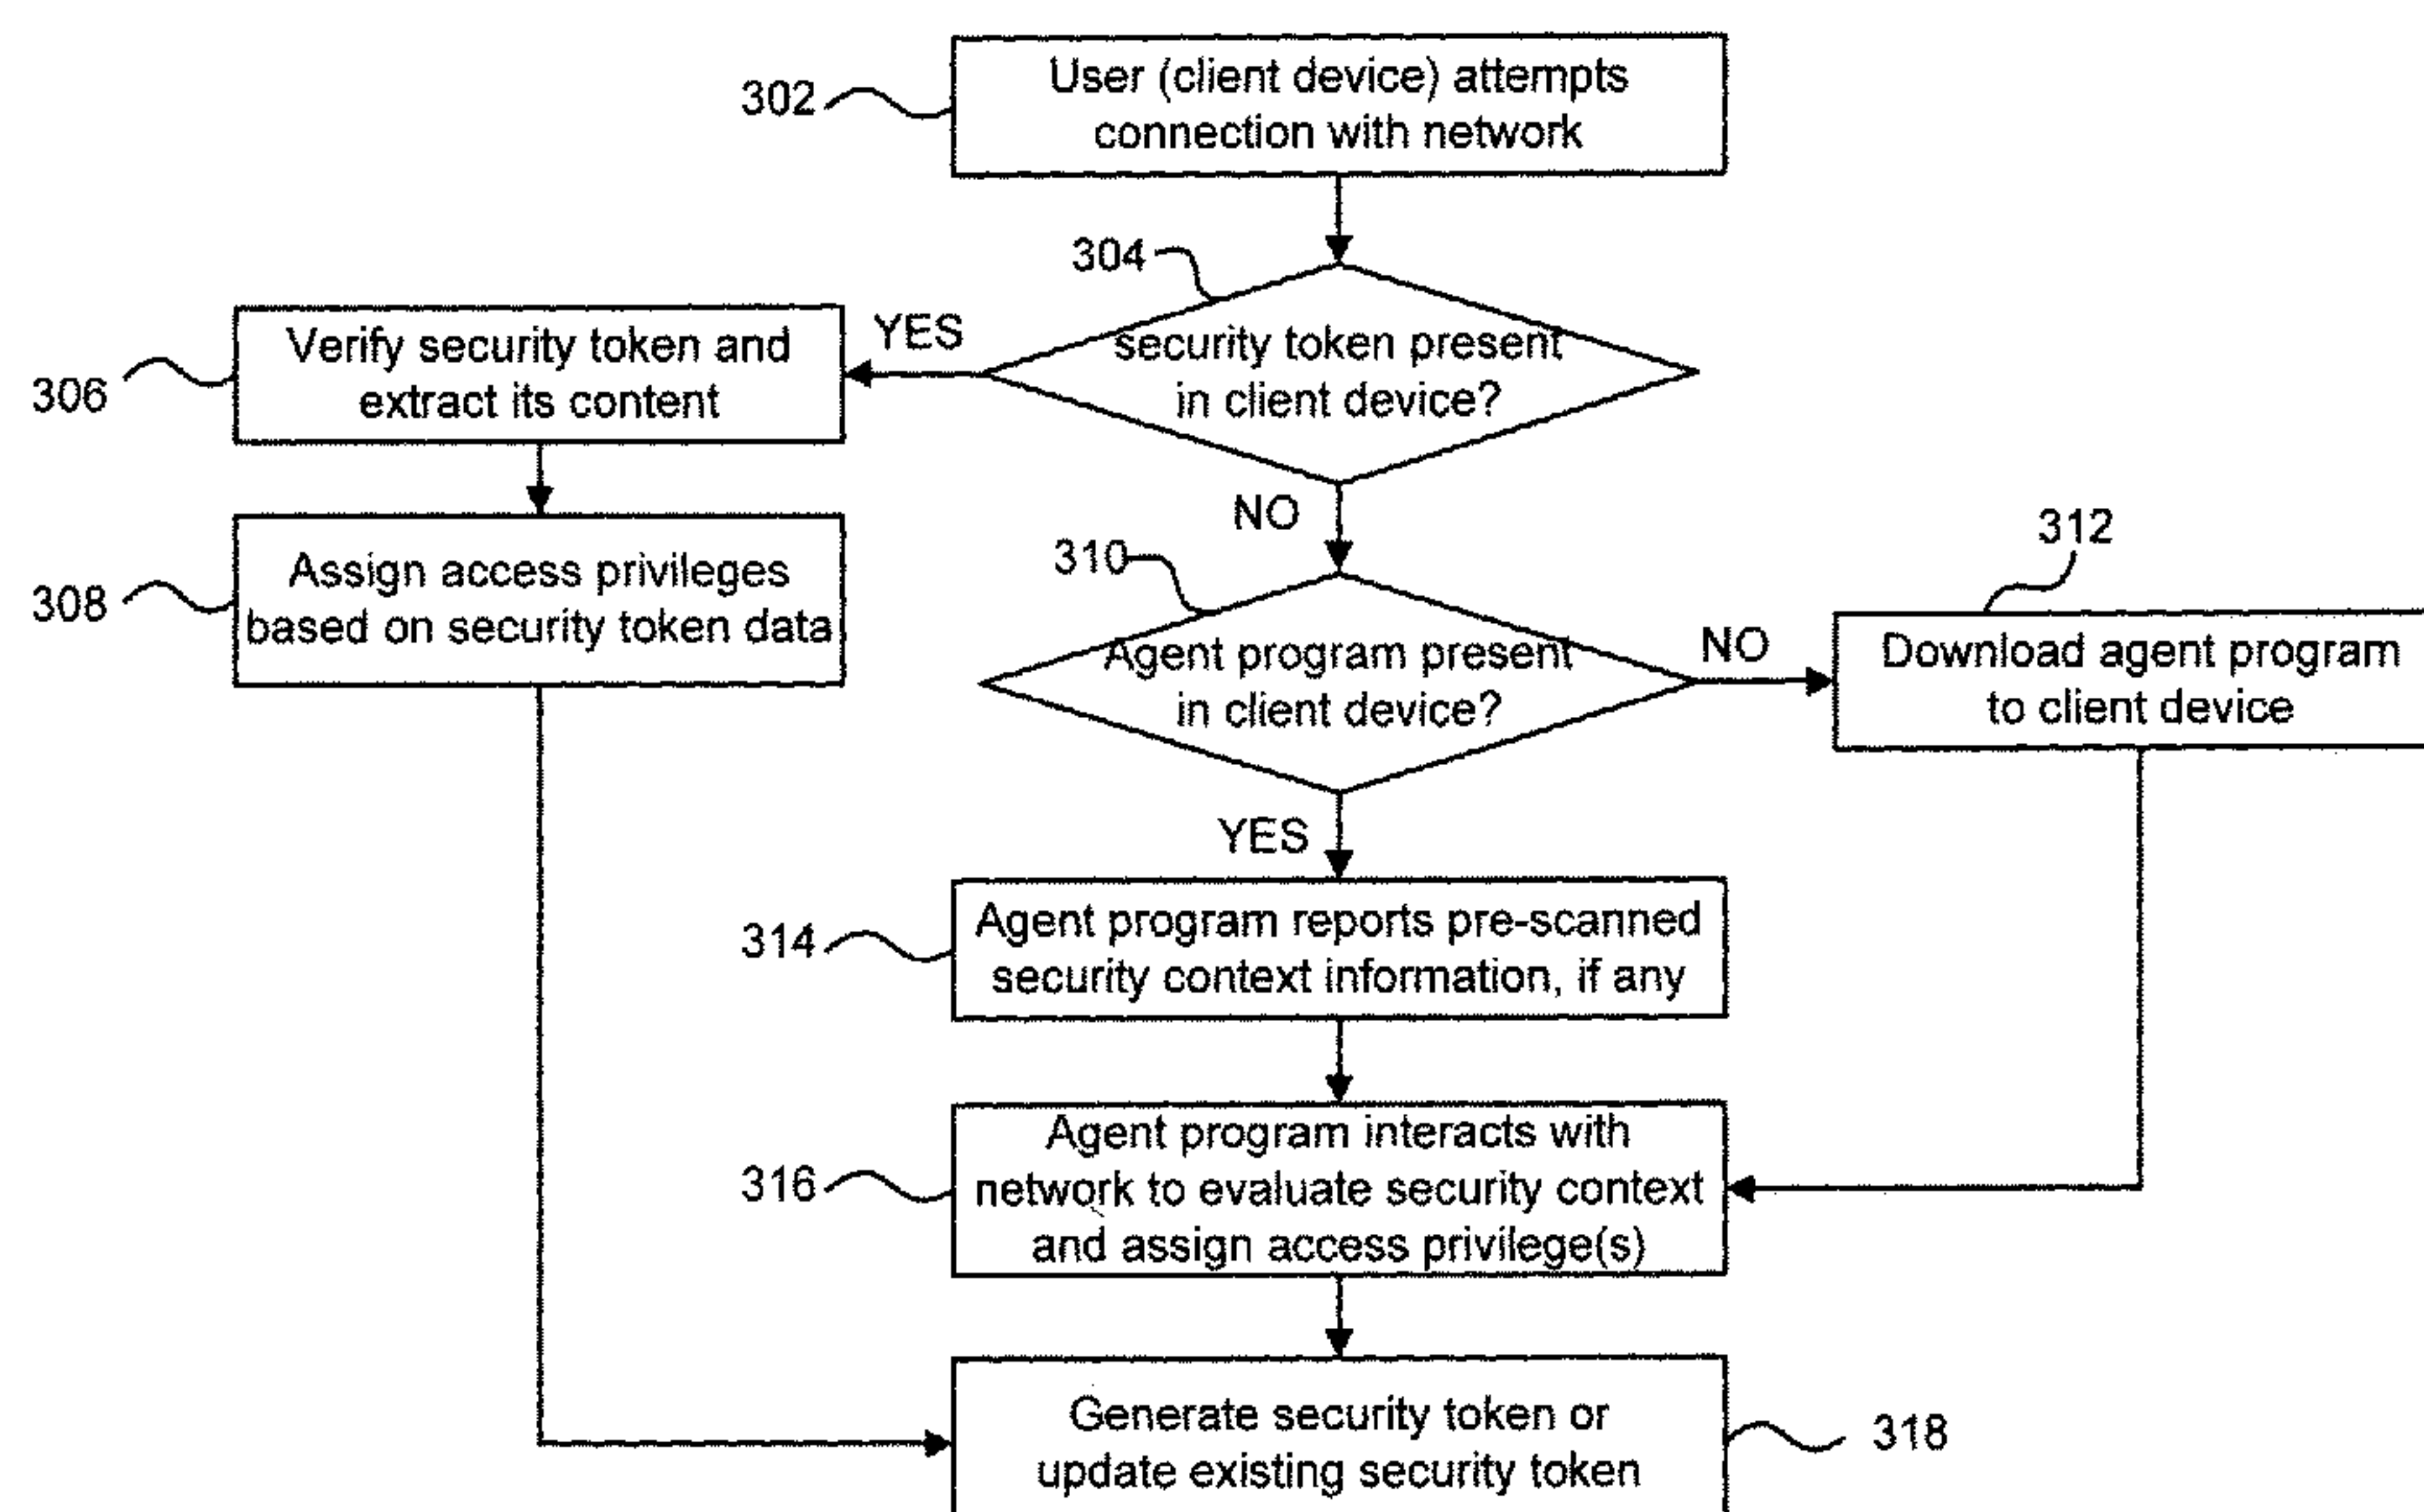 302
User (client device) attempts
connection with network
304
security token present
in client device?
YES
306
Verify security token and
extract its content
NO
308
Assign access privileges
based on security token data
310
Agent program present
in client device?
NO
312
Download agent program
to client device
YES
314
Agent program reports pre-scanned
security context information, if any
316
Agent program interacts with
network to evaluate security context
and assign access privilege(s)
Generate security token or
update existing security token
318